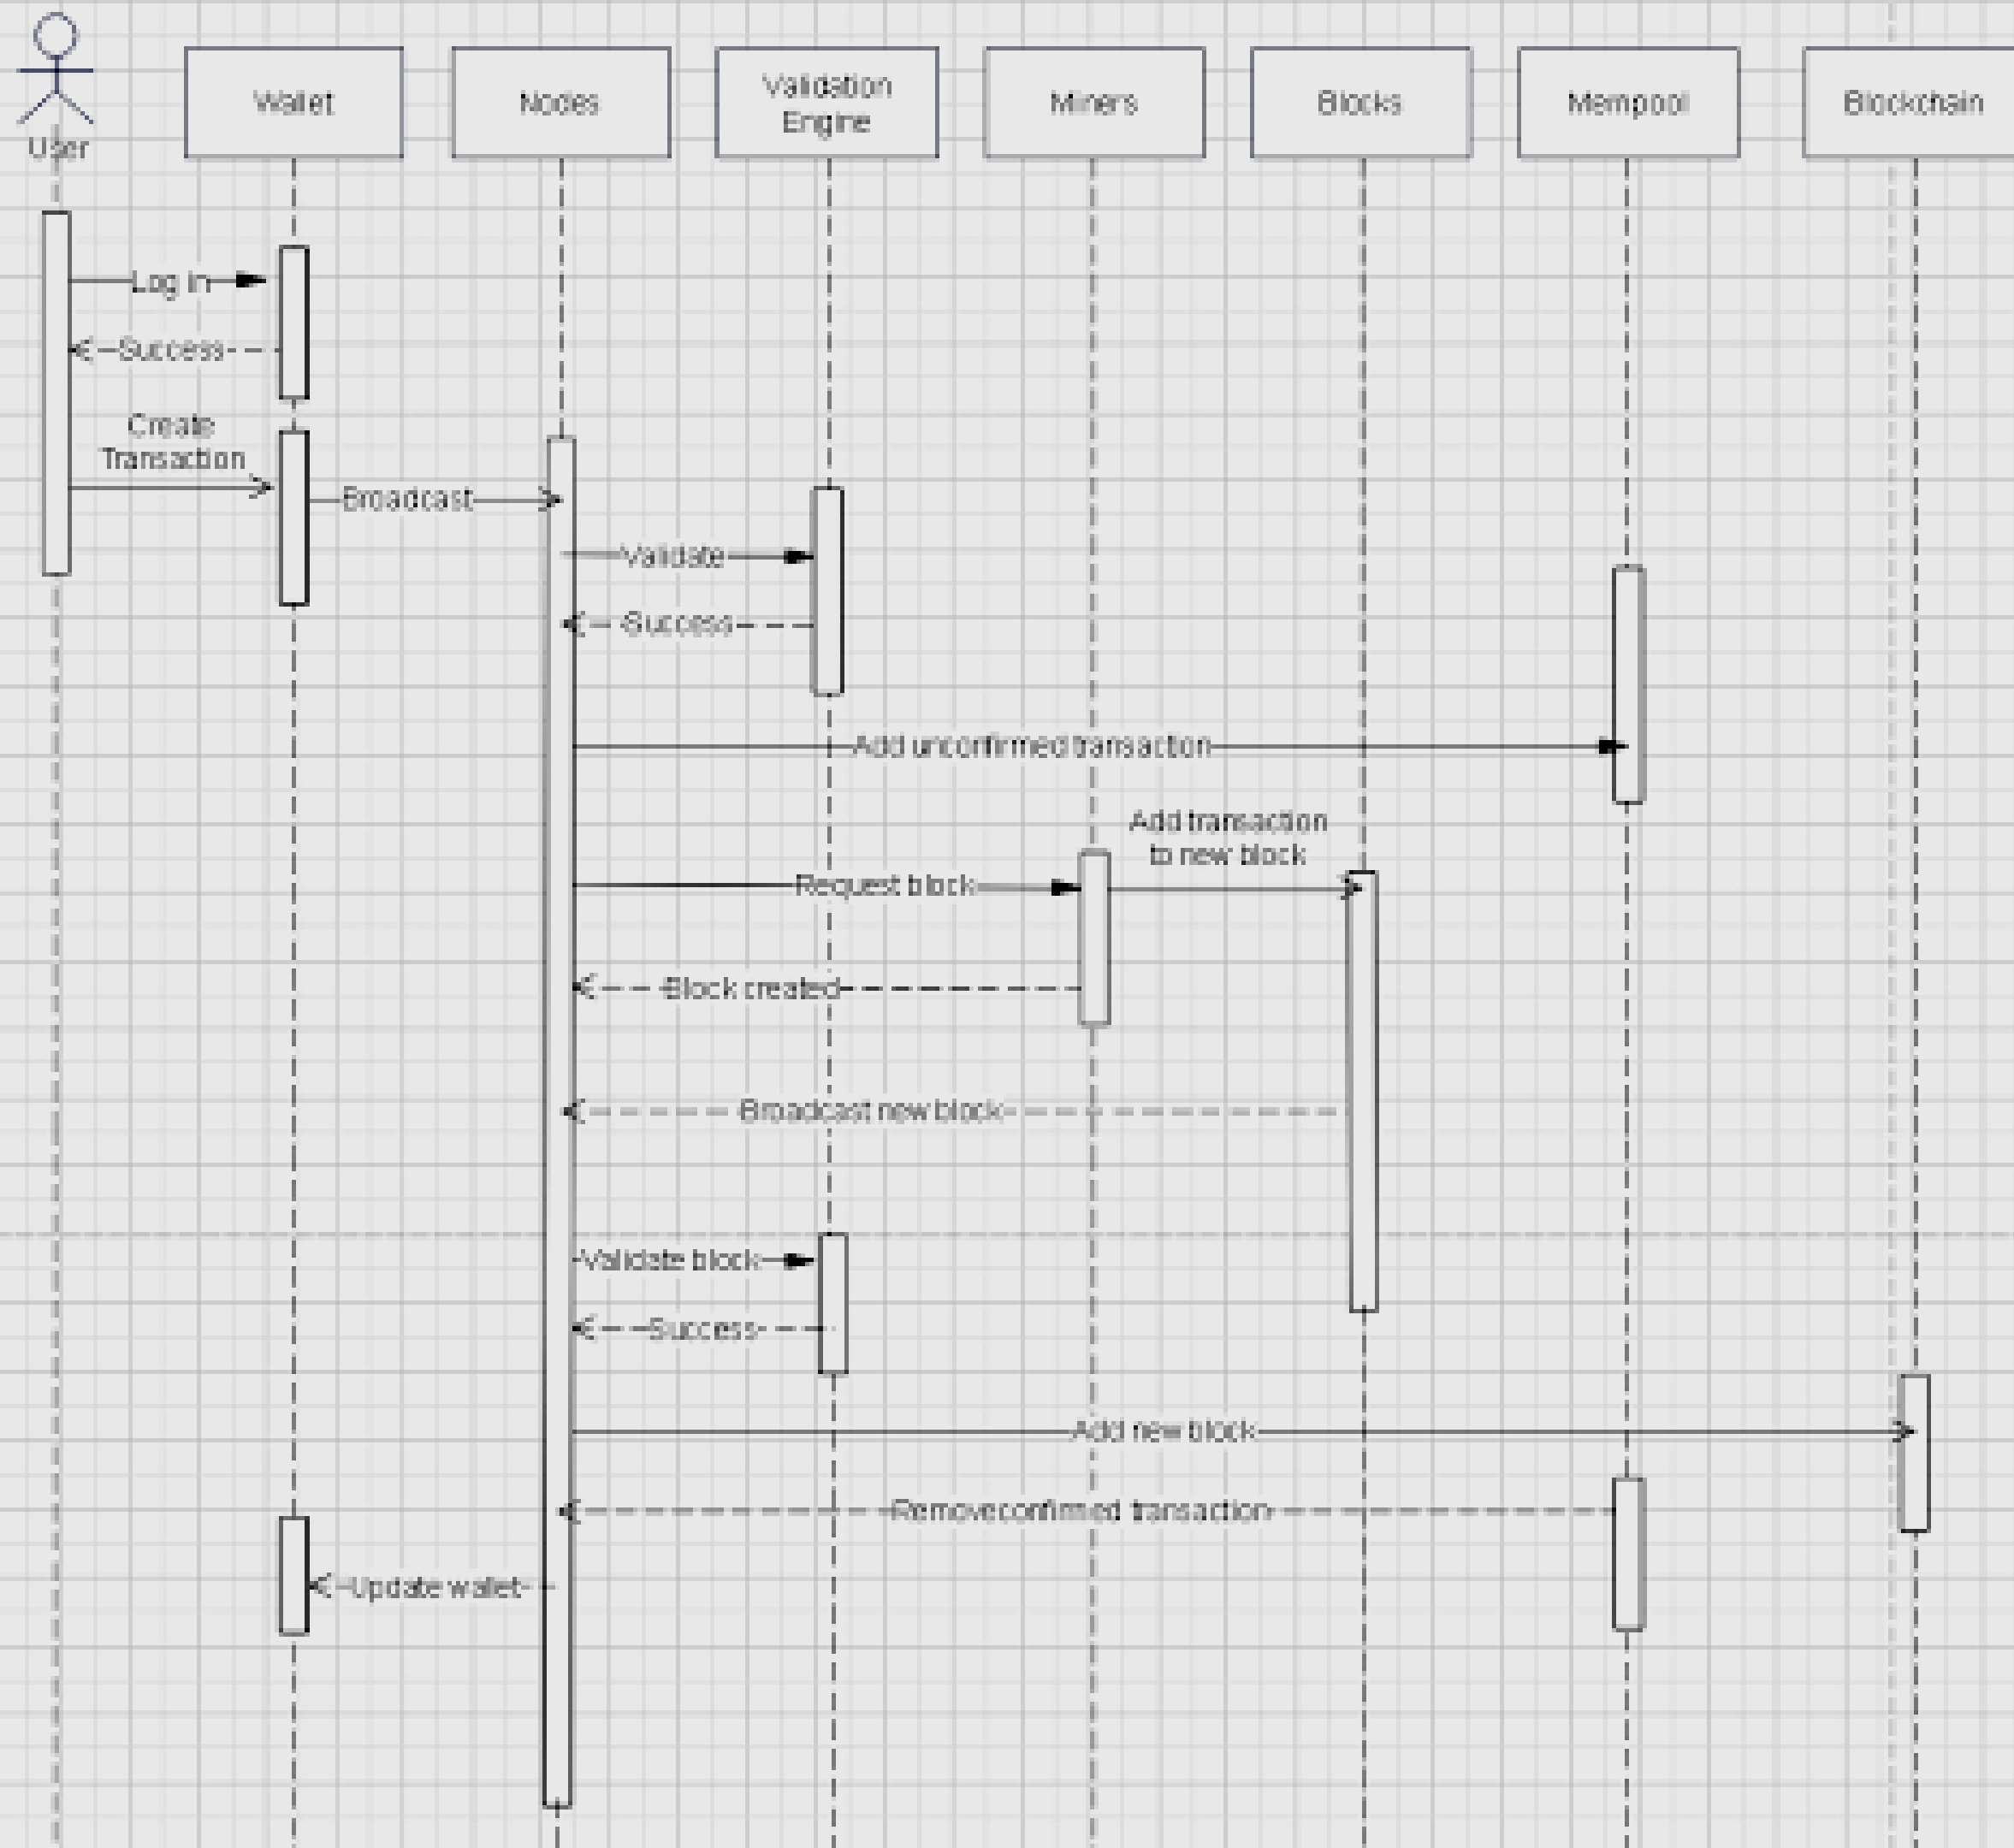 User
Wallet
Nodes
Validation
Engine
Miners
Blocks
Mempool
Blockchain
Log in
Success
Create
Transaction
Broadcast
Validate
Success
Add unconfirmed transaction
Add transaction
to new block
Request block
Block created
Broadcast new block
Validate block
Success
Add new block
Remove confirmed transaction
Update wallet